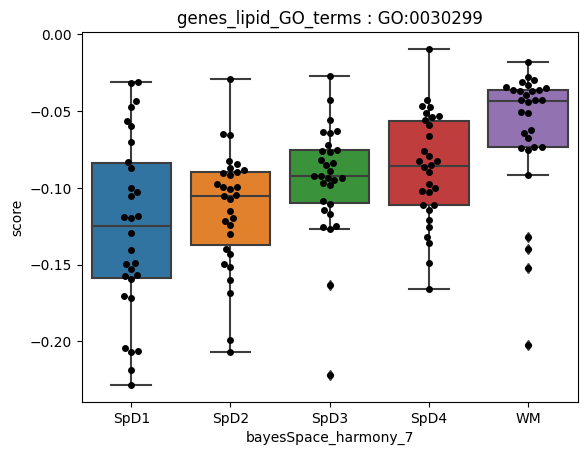 genes_lipid_GO_terms : GO:0030299
0.00
−0.05
−0.10
−0.15
−0.20
score
SpD1 SpD2 SpD3 SpD4 WM
bayesSpace_harmony_7